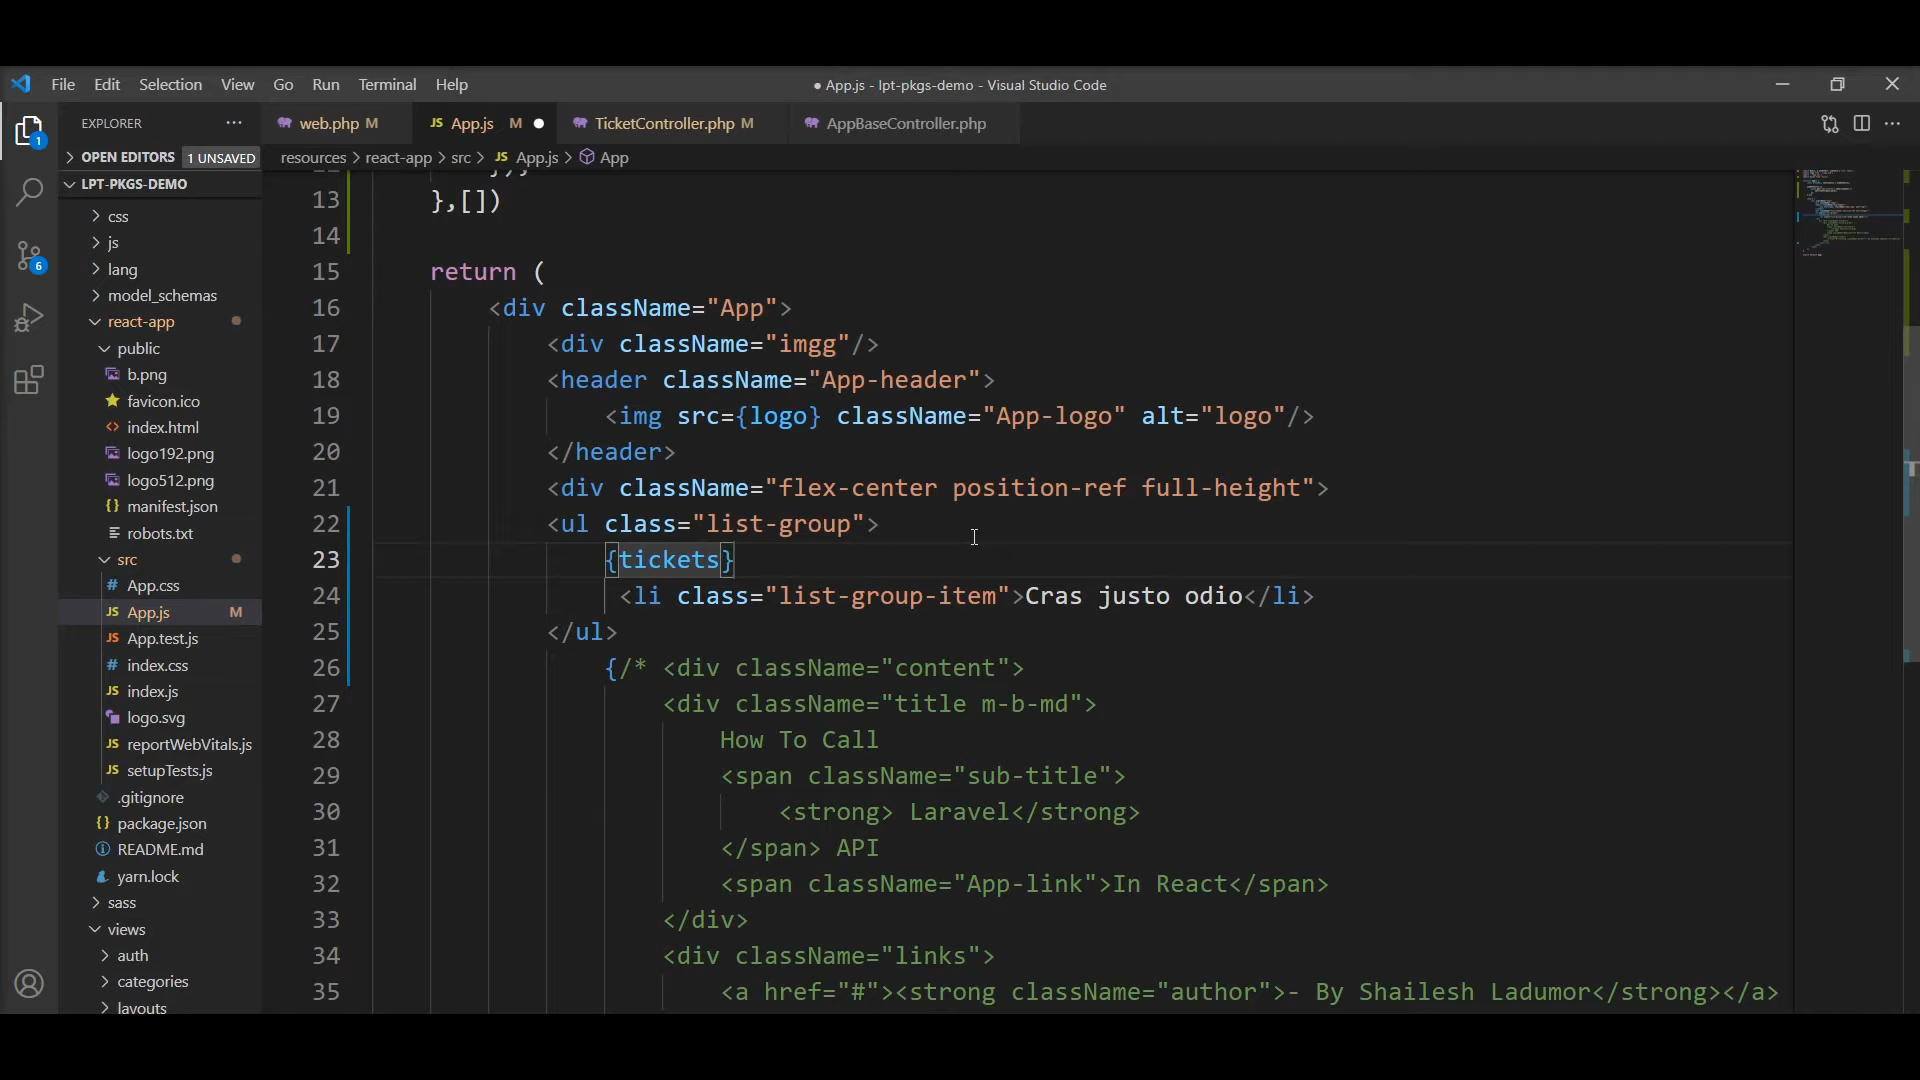 File Edit Selection View Go Run Terminal Help
● App.js - lpt-pkgs-demo - Visual Studio Code
EXPLORER
web.php M
JS App.js M
TicketController.php M
AppBaseController.php
OPEN EDITORS 1 UNSAVED
resources > react-app > src > JS App.js > App
LPT-PKGS-DEMO
css
js
lang
model_schemas
react-app
public
b.png
favicon.ico
index.html
logo192.png
logo512.png
manifest.json
robots.txt
src
App.css
JS App.js M
JS App.test.js
index.css
JS index.js
logo.svg
JS reportWebVitals.js
JS setupTests.js
.gitignore
package.json
README.md
yarn.lock
sass
views
auth
categories
layouts
1
6
13 },[])
14
15 return (
16 <div className="App">
17 <div className="imgg"/>
18 <header className="App-header">
19 <img src={logo} className="App-logo" alt="logo"/>
20 </header>
21 <div className="flex-center position-ref full-height">
22 <ul class="list-group">
23 {tickets}
24 <li class="list-group-item">Cras justo odio</li>
25 </ul>
26 {/* <div className="content">
27 <div className="title m-b-md">
28 How To Call
29 <span className="sub-title">
30 <strong> Laravel</strong>
31 </span> API
32 <span className="App-link">In React</span>
33 </div>
34 <div className="links">
35 <a href="#"><strong className="author">- By Shailesh Ladumor</strong></a>